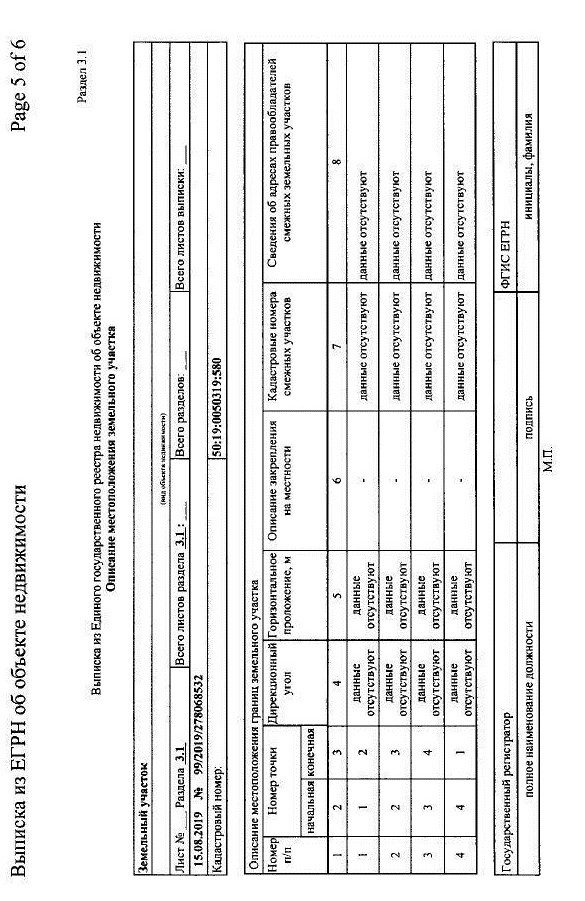 Выписка из ЕГРН об объекте недвижимости Page 5 of 6
Раздел 3.1
Выписка из Единого государственного реестра недвижимости об объекте недвижимости
Описание местоположения земельного участка
Земельный участок
(вид объекта недвижимости)
Лист № ___ Раздела 3.1 Всего листов раздела 3.1 : ___ Всего разделов: ___ Всего листов выписки: ___
15.08.2019 № 99/2019/278068532
Кадастровый номер: 50:19:0050319:580
Описание местоположения границ земельного участка
Номер п/п Номер точки Дирекционный угол Горизонтальное проложение, м Описание закрепления на местности Кадастровые номера смежных участков Сведения об адресах правообладателей смежных земельных участков
начальная конечная
1 2 3 4 5 6 7 8
1 1 2 данные отсутствуют данные отсутствуют - данные отсутствуют данные отсутствуют
2 2 3 данные отсутствуют данные отсутствуют - данные отсутствуют данные отсутствуют
3 3 4 данные отсутствуют данные отсутствуют - данные отсутствуют данные отсутствуют
4 4 1 данные отсутствуют данные отсутствуют - данные отсутствуют данные отсутствуют
Государственный регистратор ФГИС ЕГРН
полное наименование должности подпись инициалы, фамилия
М.П.